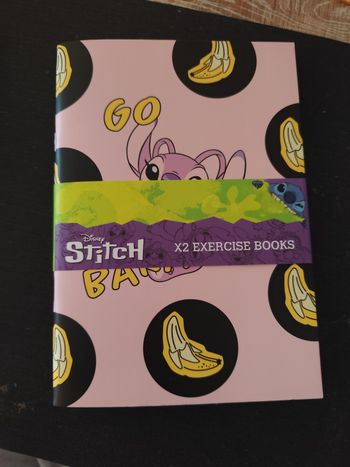 GO
Disney
Stitch
X2 EXERCISE BOOKS